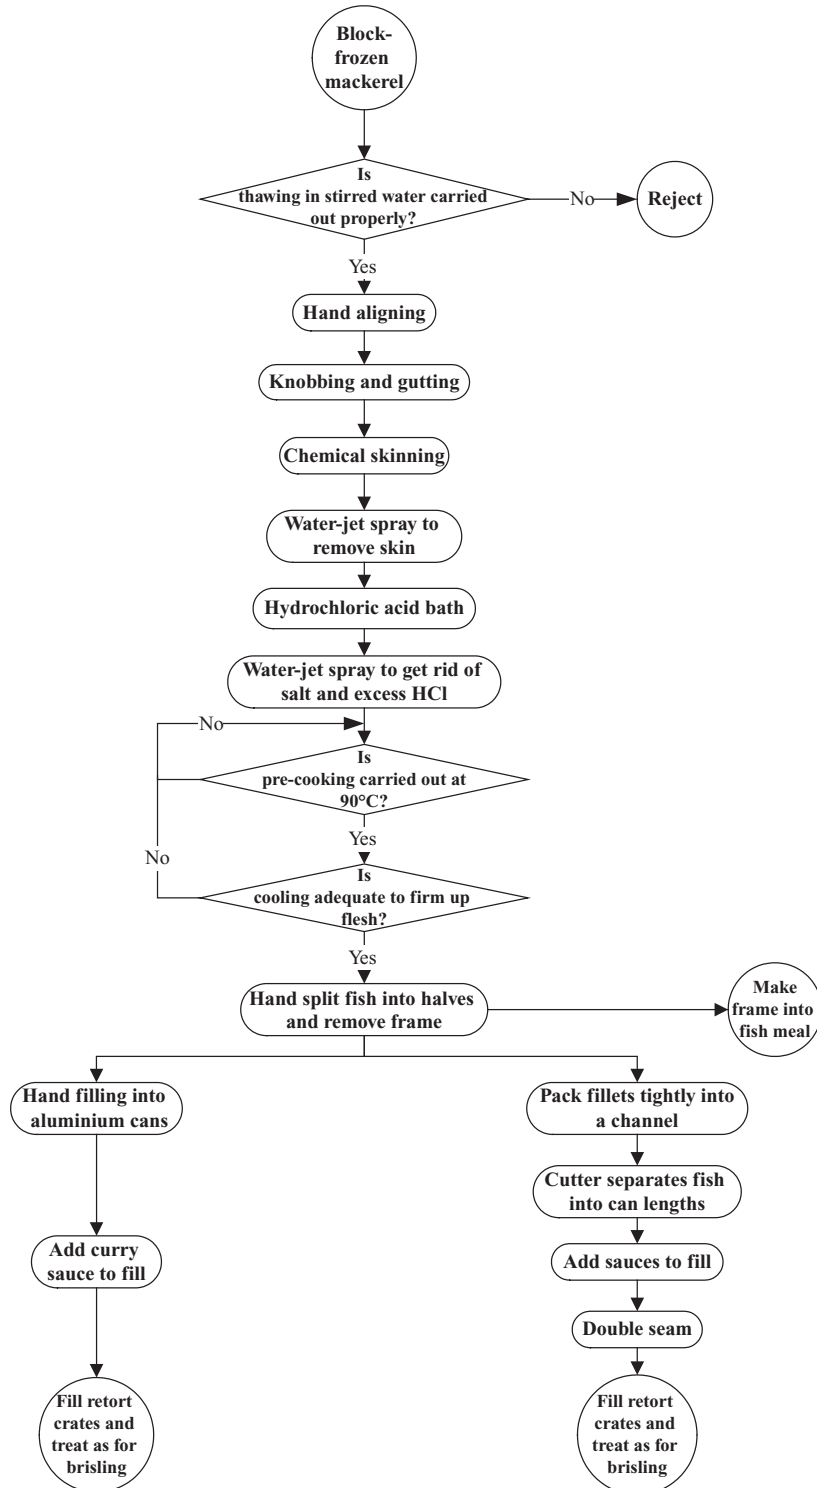 Block-
frozen
mackerel
Is
thawing in stirred water carried
out properly?
No
Reject
Yes
Hand aligning
Knobbing and gutting
Chemical skinning
Water-jet spray to
remove skin
Hydrochloric acid bath
Water-jet spray to get rid of
salt and excess HCl
No
Is
pre-cooking carried out at
90°C?
Yes
No
Is
cooling adequate to firm up
flesh?
Yes
Hand split fish into halves
and remove frame
Make
frame into
fish meal
Hand filling into
aluminium cans
Pack fillets tightly into
a channel
Cutter separates fish
into can lengths
Add curry
sauce to fill
Add sauces to fill
Double seam
Fill retort
crates and
treat as for
brisling
Fill retort
crates and
treat as for
brisling